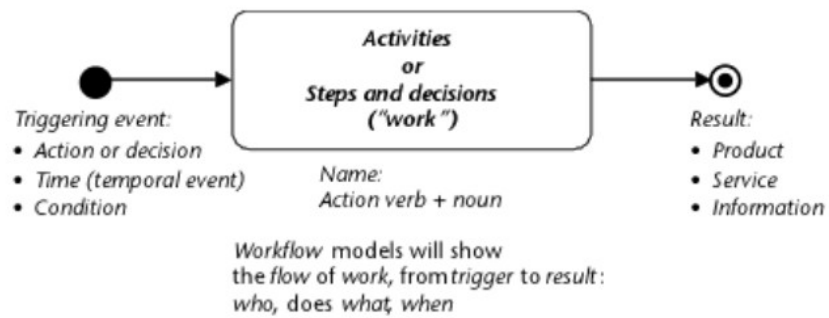 Activities
or
Steps and decisions
("work")
Triggering event:
• Action or decision
• Time (temporal event)
• Condition
Name:
Action verb + noun
Result:
• Product
• Service
• Information
Workflow models will show
the flow of work, from trigger to result:
who, does what, when